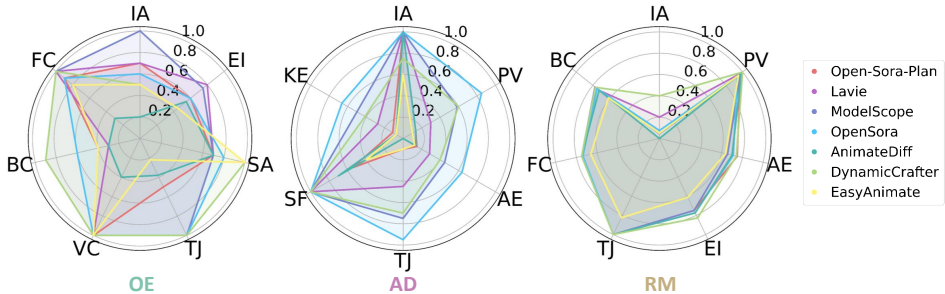 IA
EI
SA
TJ
VC
BC
FC
1.0
0.8
0.6
0.4
0.2
OE
IA
PV
AE
TJ
SF
KE
1.0
0.8
0.6
0.4
0.2
AD
IA
PV
AE
EI
TJ
FC
BC
1.0
0.8
0.6
0.4
0.2
RM
Open-Sora-Plan
Lavie
ModelScope
OpenSora
AnimateDiff
DynamicCrafter
EasyAnimate